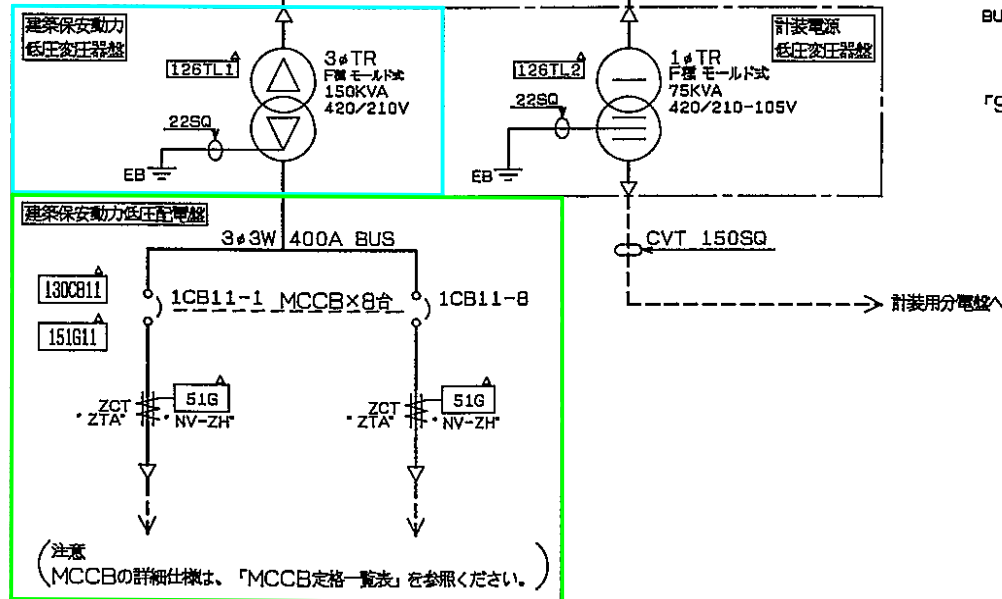 建築保安動力
低圧変圧器盤
126TL1
3φTR
F種 モールド式
150KVA
420/210V
22SQ
EB
計装電源
低圧変圧器盤
126TL2
1φTR
F種 モールド式
75KVA
420/210-105V
22SQ
EB
BU
「S
建築保安動力低圧配電盤
3φ3W 400A BUS
CVT 150SQ
計装用分電盤へ
130CB11
151G11
1CB11-1 MCCB×8台 1CB11-8
ZCT
"ZTA"
51G
"NV-ZH"
ZCT
"ZTA"
51G
"NV-ZH"
注意
MCCBの詳細仕様は、「MCCB定格一覧表」を参照ください。